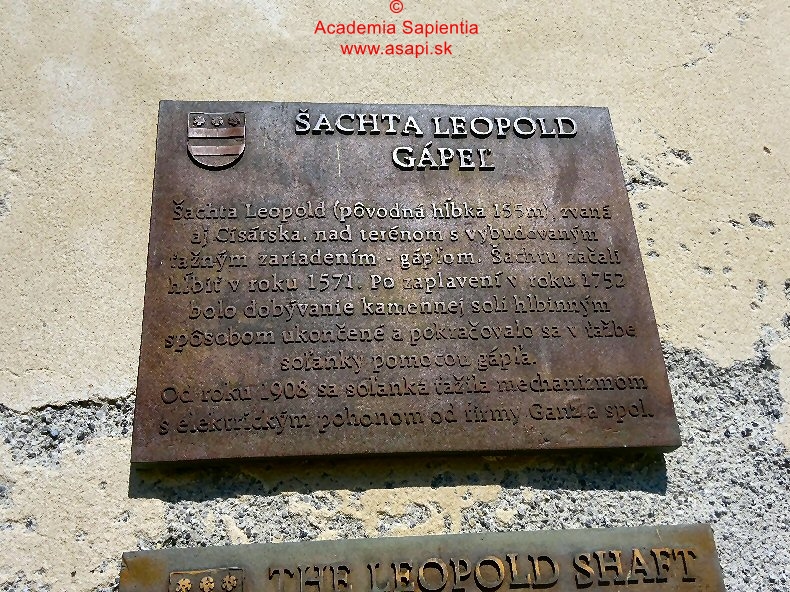 ©
Academia Sapientia
www.asapi.sk
ŠACHTA LEOPOLD
GÁPEĽ
Šachta Leopold (pôvodná hĺbka 155m), zvaná
aj Cisárska, nad terénom s vybudovaným
ťažným zariadením - gápľom. Šachtu začali
hĺbiť v roku 1571. Po zaplavení v roku 1752
bolo dobývanie kamennej soli hlbinným
spôsobom ukončené a pokračovalo sa v ťažbe
soľanky pomocou gápľa.
Od roku 1908 sa soľanka ťažila mechanizmom
s elektrickým pohonom od firmy Ganz a spol.
THE LEOPOLD SHAFT